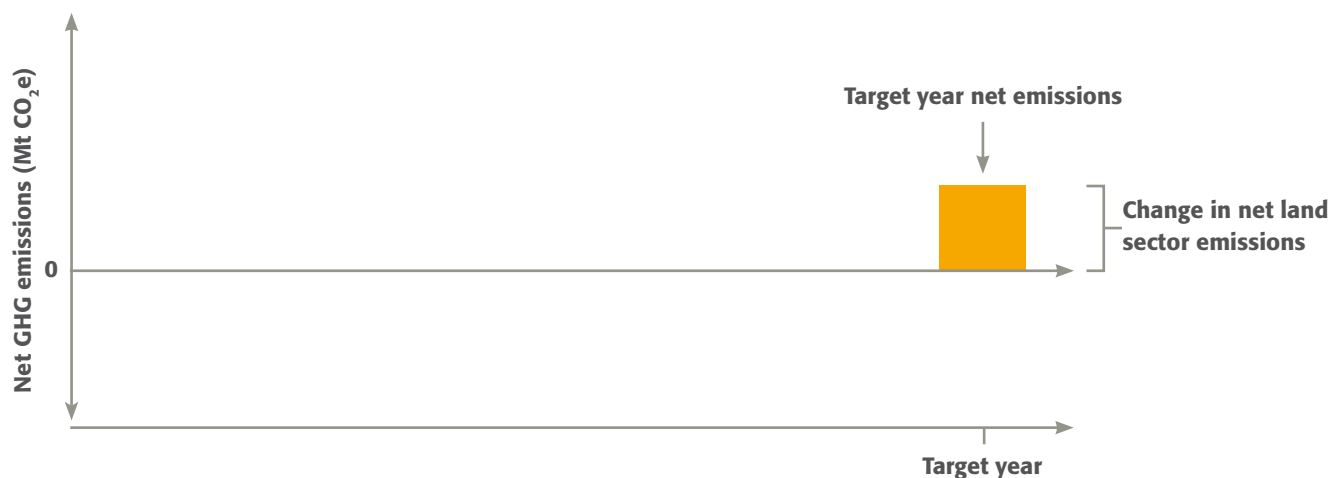 Net GHG emissions (Mt CO₂e)
Target year net emissions
Change in net land
sector emissions
0
Target year